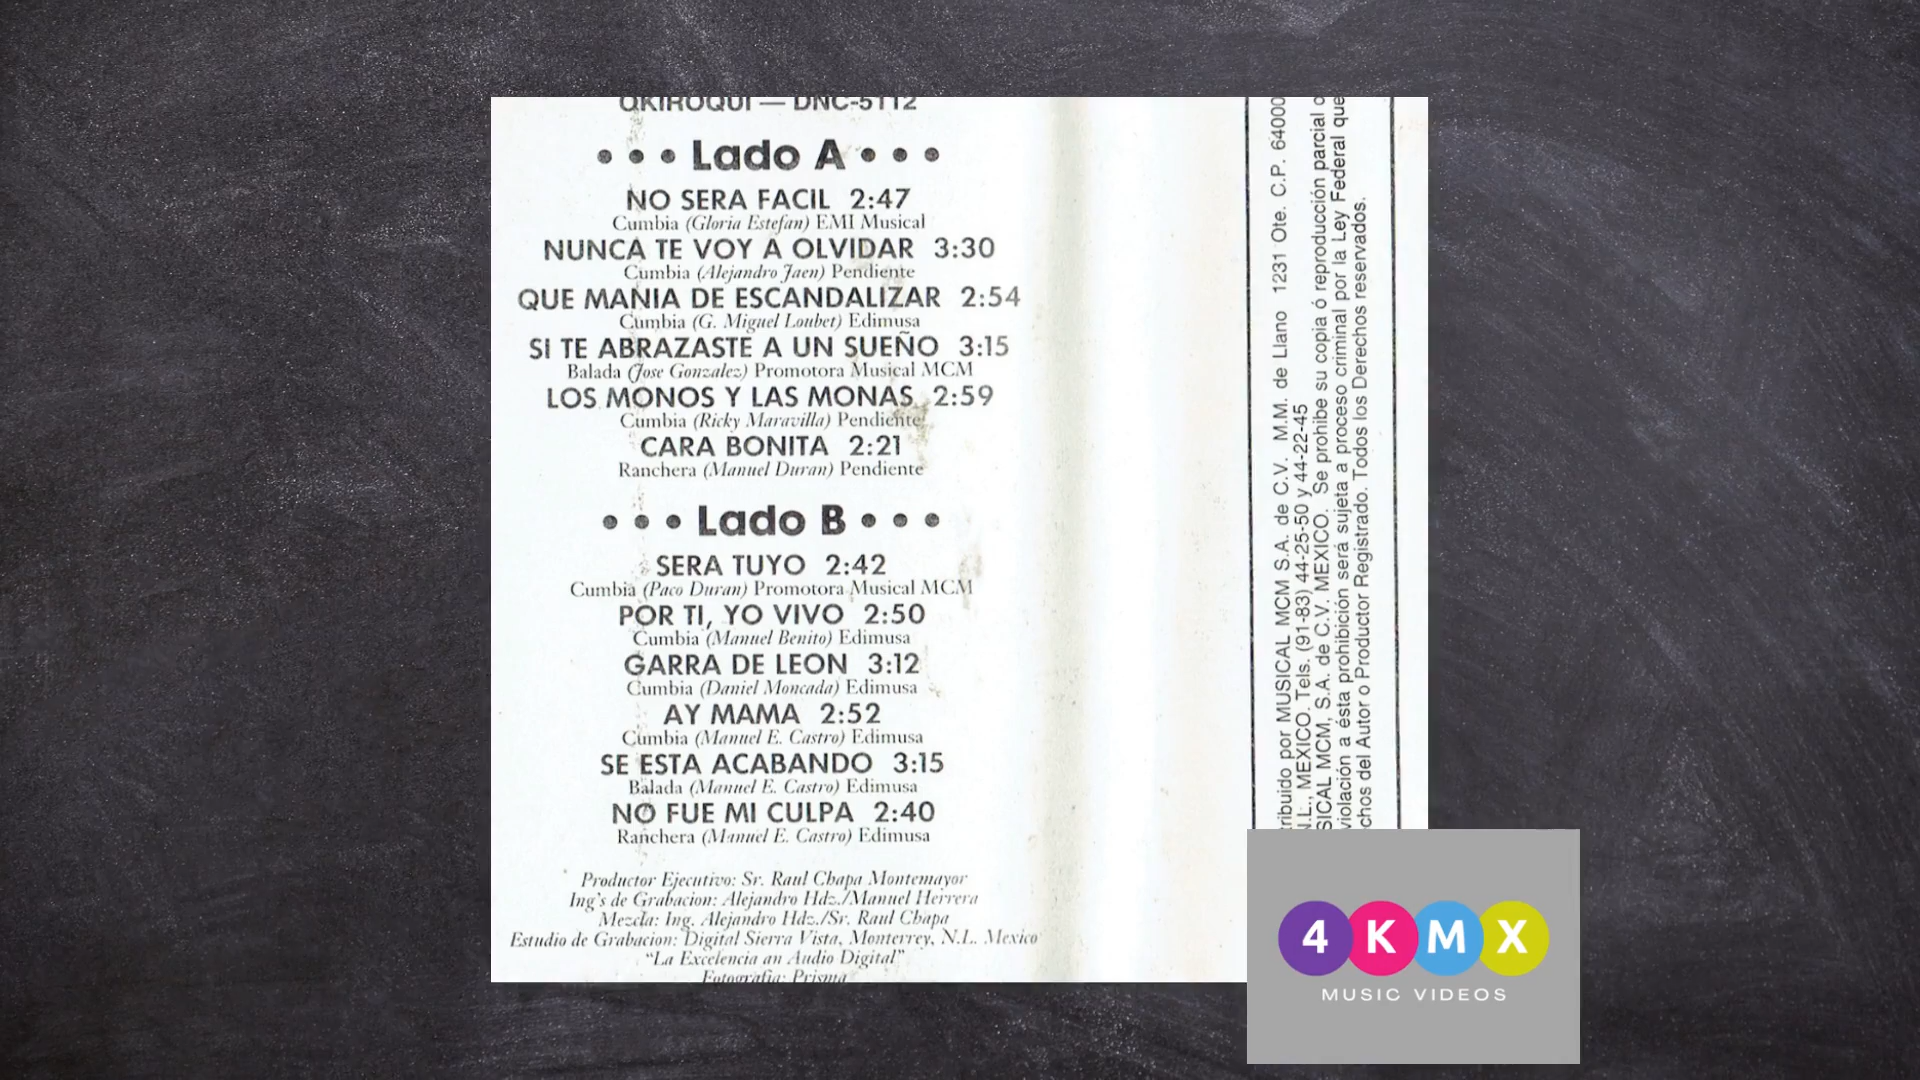 QKIROQUI — DNC-5112
• • • Lado A • • •
NO SERA FACIL 2:47
Cumbia (Gloria Estefan) EMI Musical
NUNCA TE VOY A OLVIDAR 3:30
Cumbia (Alejandro Jaen) Pendiente
QUE MANIA DE ESCANDALIZAR 2:54
Cumbia (G. Miguel Loubet) Edimusa
SI TE ABRAZASTE A UN SUEÑO 3:15
Balada (Jose Gonzalez) Promotora Musical MCM
LOS MONOS Y LAS MONAS 2:59
Cumbia (Ricky Maravilla) Pendiente
CARA BONITA 2:21
Ranchera (Manuel Duran) Pendiente
• • • Lado B • • •
SERA TUYO 2:42
Cumbia (Paco Duran) Promotora Musical MCM
POR TI, YO VIVO 2:50
Cumbia (Manuel Benito) Edimusa
GARRA DE LEON 3:12
Cumbia (Daniel Moncada) Edimusa
AY MAMA 2:52
Cumbia (Manuel E. Castro) Edimusa
SE ESTA ACABANDO 3:15
Balada (Manuel E. Castro) Edimusa
NO FUE MI CULPA 2:40
Ranchera (Manuel E. Castro) Edimusa
Productor Ejecutivo: Sr. Raul Chapa Montemayor
Ing's de Grabacion: Alejandro Hdz./Manuel Herrera
Mezcla: Ing. Alejandro Hdz./Sr. Raul Chapa
Estudio de Grabacion: Digital Sierra Vista, Monterrey, N.L. Mexico
"La Excelencia an Audio Digital"
Fotografia: Prisma
tribuido por MUSICAL MCM S.A. de C.V. M.M. de Llano 1231 Ote. C.P. 64000
N.L., MEXICO. Tels. (91-83) 44-25-50 y 44-22-45
SICAL MCM, S.A. de C.V. MEXICO. Se prohibe su copia ó reproducción parcial o
violación a ésta prohibición será sujeta a proceso criminal por la Ley Federal que
chos del Autor o Productor Registrado. Todos los Derechos reservados.
4KMX
MUSIC VIDEOS